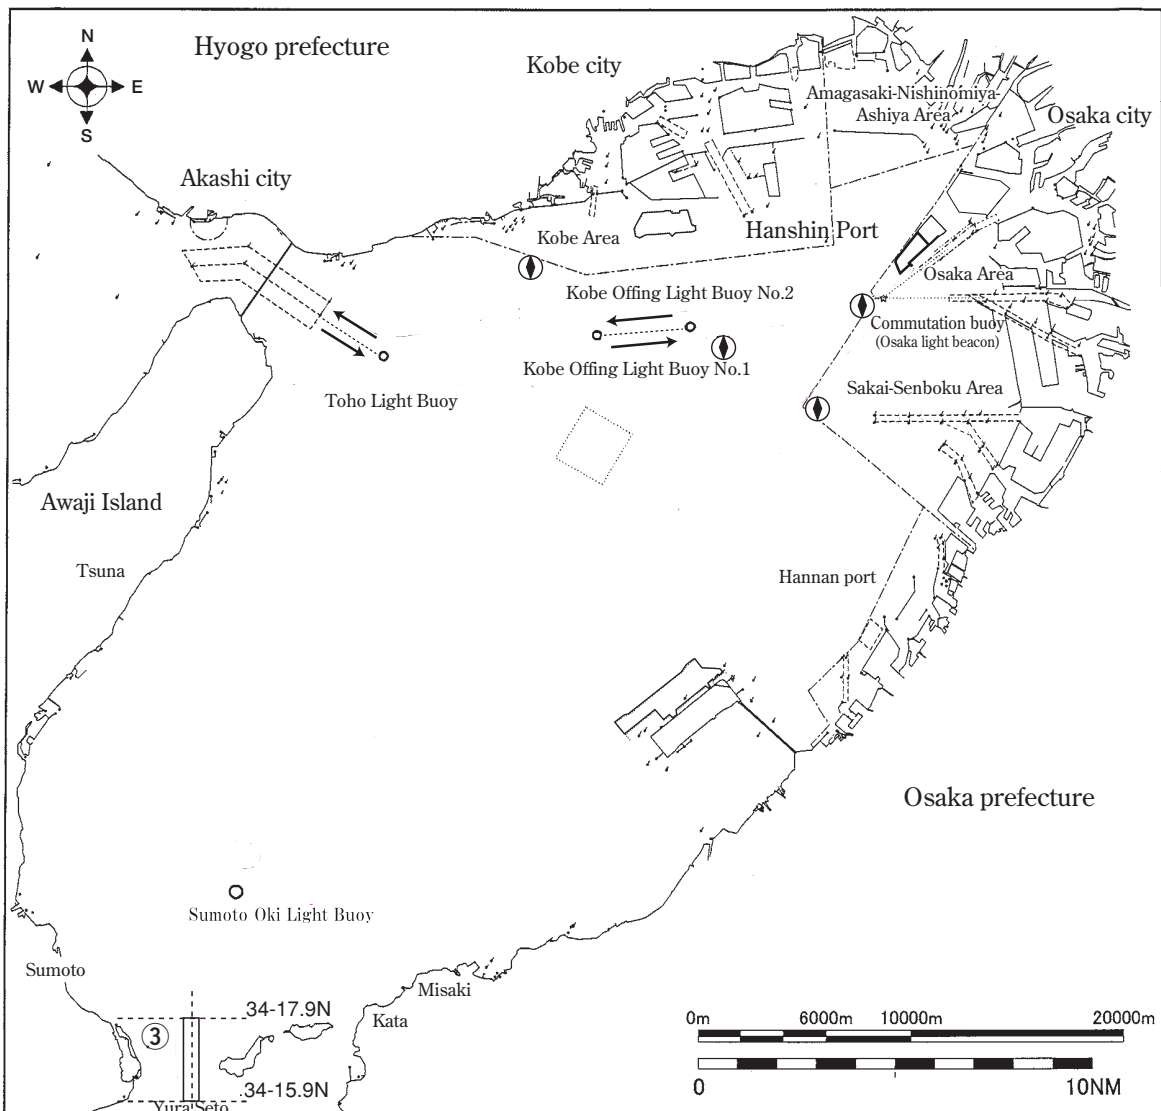 Hyogo prefecture
Kobe city
N
W
E
S
Amagasaki-Nishinomiya-
Ashiya Area
Osaka city
Akashi city
Kobe Area
Hanshin Port
Osaka Area
Kobe Offing Light Buoy No.2
Commutation buoy
(Osaka light beacon)
Kobe Offing Light Buoy No.1
Sakai-Senboku Area
Toho Light Buoy
Awaji Island
Tsuna
Hannan port
Osaka prefecture
Sumoto Oki Light Buoy
Sumoto
Misaki
Kata
34-17.9N
③
34-15.9N
Yura Seto
0m
6000m
10000m
20000m
0
10NM